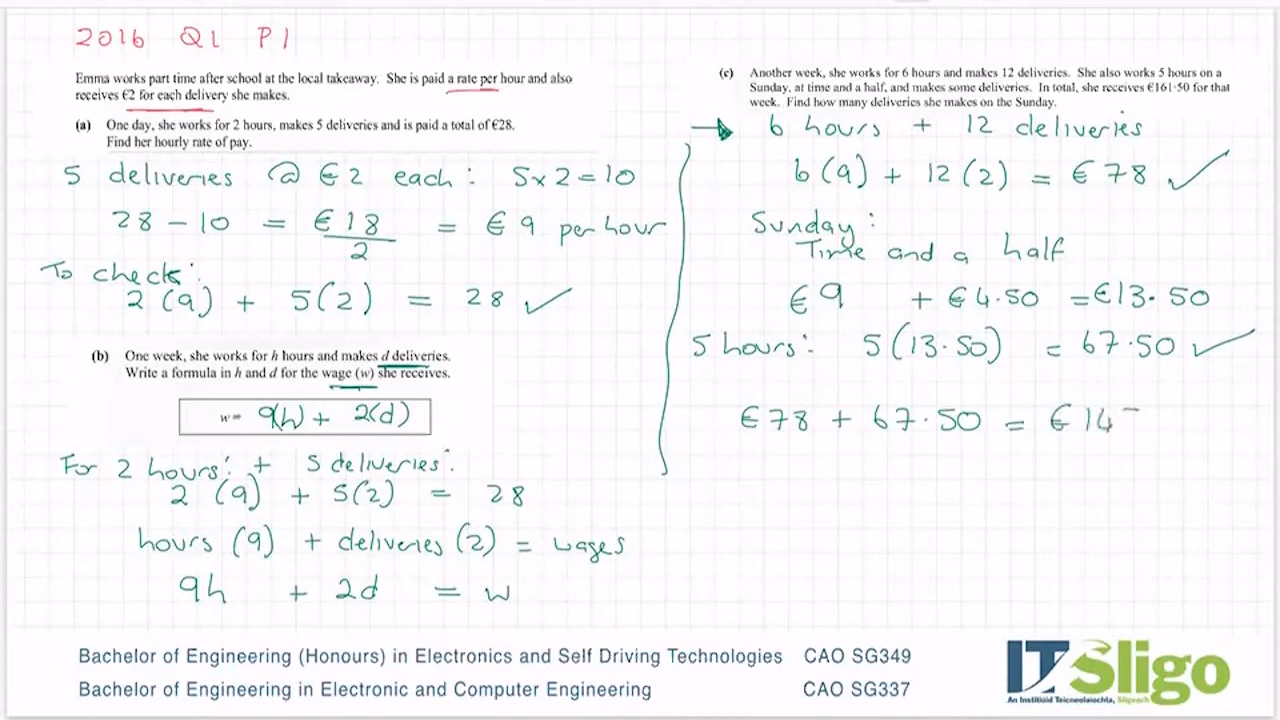 2016 Q1 P1
Emma works part time after school at the local takeaway. She is paid a rate per hour and also
receives €2 for each delivery she makes.
(a) One day, she works for 2 hours, makes 5 deliveries and is paid a total of €28.
Find her hourly rate of pay.
5 deliveries @ €2 each: 5x2=10
28 - 10 = €18/2 = €9 per hour
To check:
2(9) + 5(2) = 28 ✓
(b) One week, she works for h hours and makes d deliveries.
Write a formula in h and d for the wage (w) she receives.
w= 9(h) + 2(d)
For 2 hours: + 5 deliveries:
2 (9) + 5(2) = 28
hours (9) + deliveries (2) = wages
9h + 2d = w
(c) Another week, she works for 6 hours and makes 12 deliveries. She also works 5 hours on a
Sunday, at time and a half, and makes some deliveries. In total, she receives €161·50 for that
week. Find how many deliveries she makes on the Sunday.
→ 6 hours + 12 deliveries
6(9) + 12(2) = €78 ✓
Sunday:
Time and a half
€9 + €4.50 = €13.50
5 hours: 5(13.50) = 67.50 ✓
€78 + 67.50 = €14
Bachelor of Engineering (Honours) in Electronics and Self Driving Technologies CAO SG349
Bachelor of Engineering in Electronic and Computer Engineering CAO SG337
IT Sligo
An Institiúid Teicneolaíochta, Sligeach